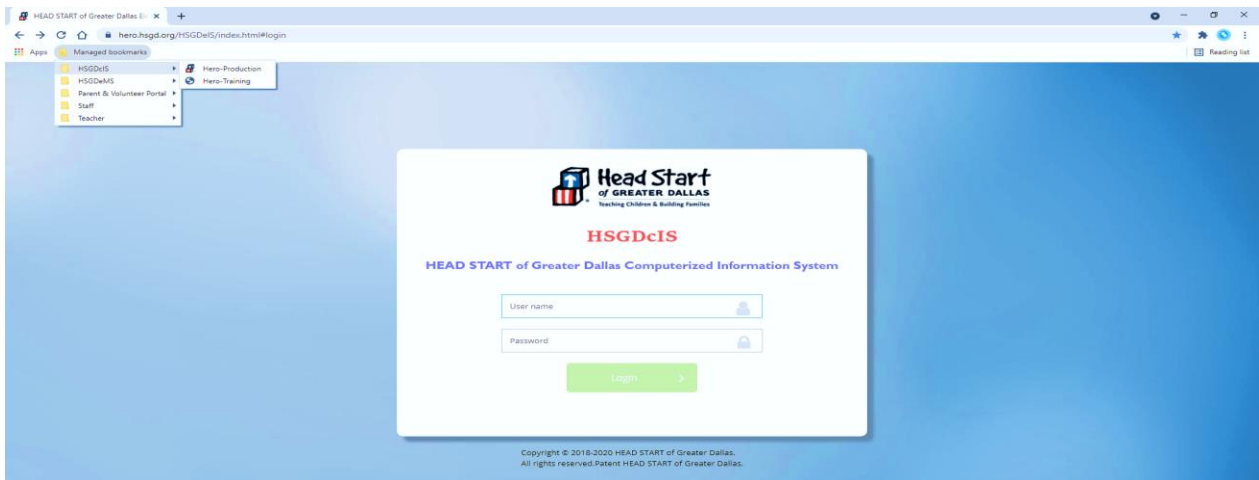 HEAD START of Greater Dallas E
hero.hsgd.org/HSGDeIS/index.html#login
Apps Managed bookmarks Reading list
HSGDcIS Hero-Production
HSGDeMS Hero-Training
Parent & Volunteer Portal
Staff
Teacher
Head Start
of GREATER DALLAS
Teaching Children & Building Families
HSGDcIS
HEAD START of Greater Dallas Computerized Information System
User name
Password
Login
Copyright © 2018-2020 HEAD START of Greater Dallas.
All rights reserved.Patent HEAD START of Greater Dallas.